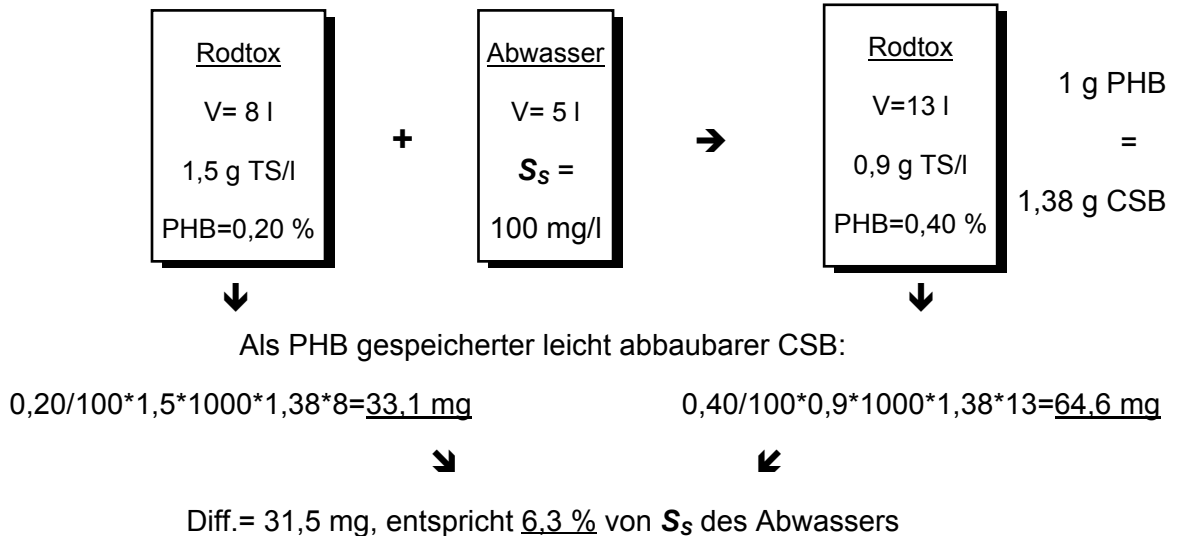 Rodtox
V= 8 l
1,5 g TS/l
PHB=0,20 %
+
Abwasser
V= 5 l
S_S =
100 mg/l
➔
Rodtox
V=13 l
0,9 g TS/l
PHB=0,40 %
1 g PHB
=
1,38 g CSB
Als PHB gespeicherter leicht abbaubarer CSB:
0,20/100*1,5*1000*1,38*8=33,1 mg
0,40/100*0,9*1000*1,38*13=64,6 mg
Diff.= 31,5 mg, entspricht 6,3 % von S_S des Abwassers